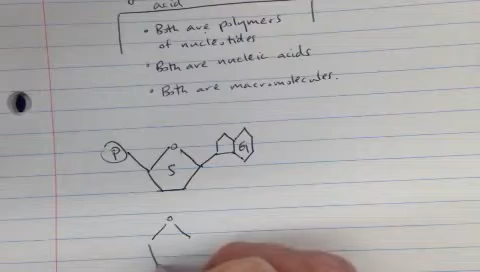 acid
• Both are polymers
of nucleotides
• Both are nucleic acids
• Both are macromolecules.
P
O
S
G
O